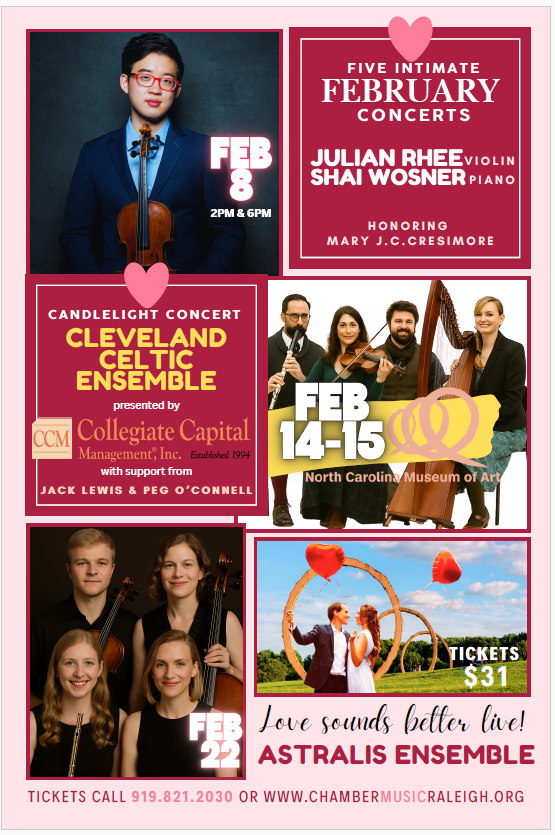 FEB
8
2PM & 6PM
FIVE INTIMATE
FEBRUARY
CONCERTS
JULIAN RHEE VIOLIN
SHAI WOSNER PIANO
HONORING
MARY J.C.CRESIMORE
CANDLELIGHT CONCERT
CLEVELAND
CELTIC
ENSEMBLE
presented by
CCM
Collegiate Capital
Management®, Inc. Established 1994
with support from
JACK LEWIS & PEG O'CONNELL
FEB
14-15
North Carolina Museum of Art
FEB
22
TICKETS
$31
Love sounds better live!
ASTRALIS ENSEMBLE
TICKETS CALL 919.821.2030 OR WWW.CHAMBERMUSICRALEIGH.ORG